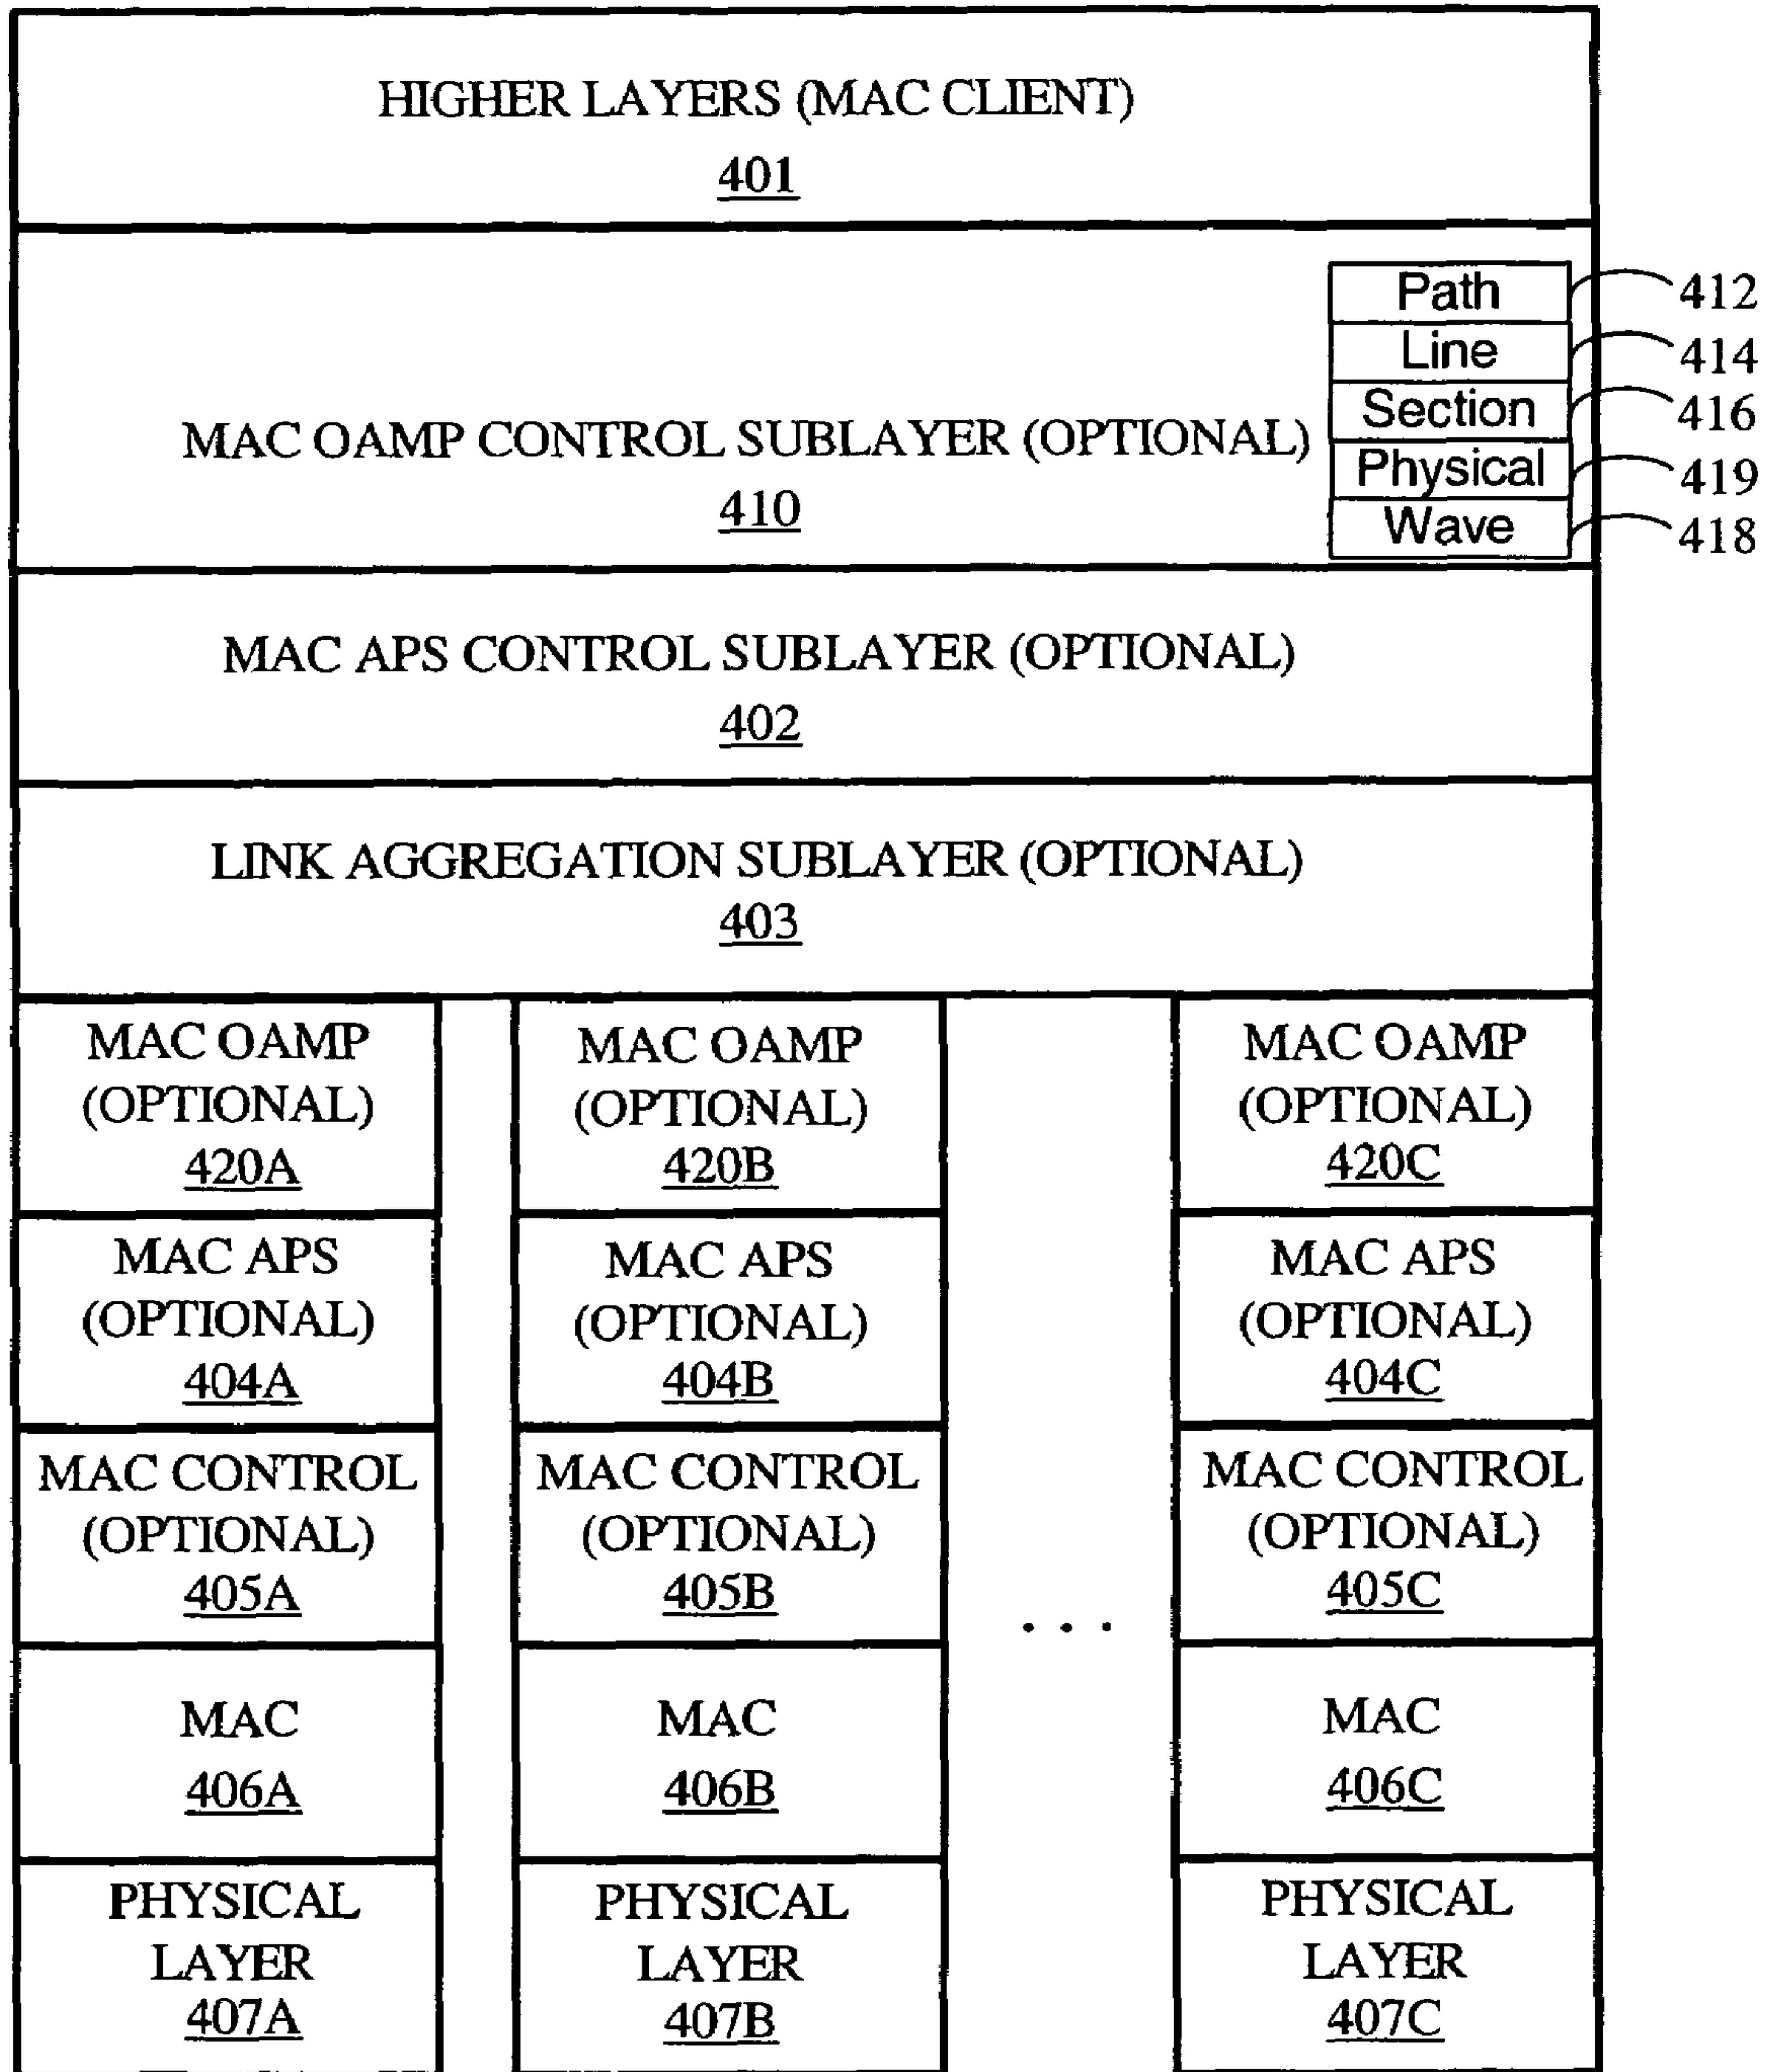 HIGHER LAYERS (MAC CLIENT)
401
Path
412
Line
414
Section
416
MAC OAMP CONTROL SUBLAYER (OPTIONAL)
Physical
419
410
Wave
418
MAC APS CONTROL SUBLAYER (OPTIONAL)
402
LINK AGGREGATION SUBLAYER (OPTIONAL)
403
MAC OAMP
(OPTIONAL)
420A
MAC OAMP
(OPTIONAL)
420B
MAC OAMP
(OPTIONAL)
420C
MAC APS
(OPTIONAL)
404A
MAC APS
(OPTIONAL)
404B
MAC APS
(OPTIONAL)
404C
MAC CONTROL
(OPTIONAL)
405A
MAC CONTROL
(OPTIONAL)
405B
. . .
MAC CONTROL
(OPTIONAL)
405C
MAC
406A
MAC
406B
MAC
406C
PHYSICAL
LAYER
407A
PHYSICAL
LAYER
407B
PHYSICAL
LAYER
407C